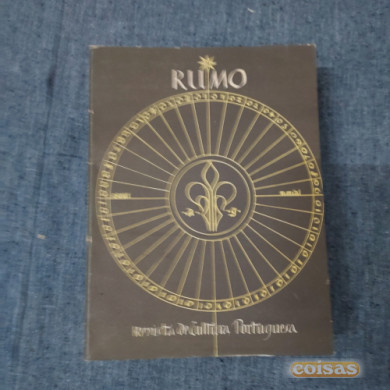 RUMO
Revista de Cultura Portuguesa
coisas